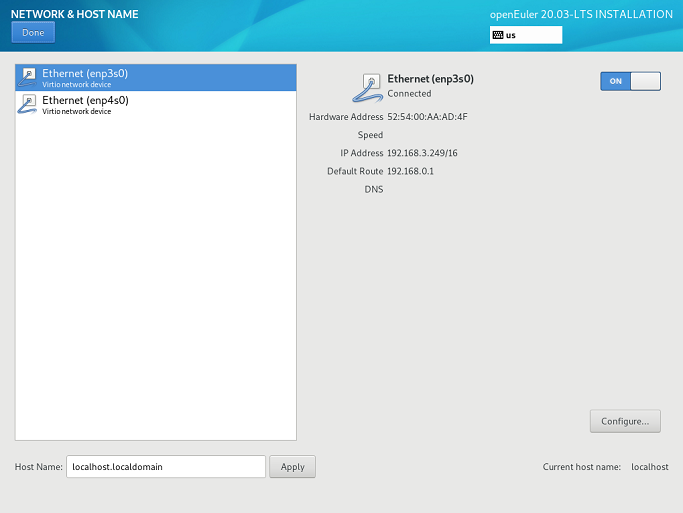 NETWORK & HOST NAME
openEuler 20.03-LTS INSTALLATION
Done
us
Ethernet (enp3s0)
Virtio network device
Ethernet (enp4s0)
Virtio network device
Ethernet (enp3s0)
Connected
ON
Hardware Address 52:54:00:AA:AD:4F
Speed
IP Address 192.168.3.249/16
Default Route 192.168.0.1
DNS
Configure...
Host Name: localhost.localdomain Apply
Current host name: localhost